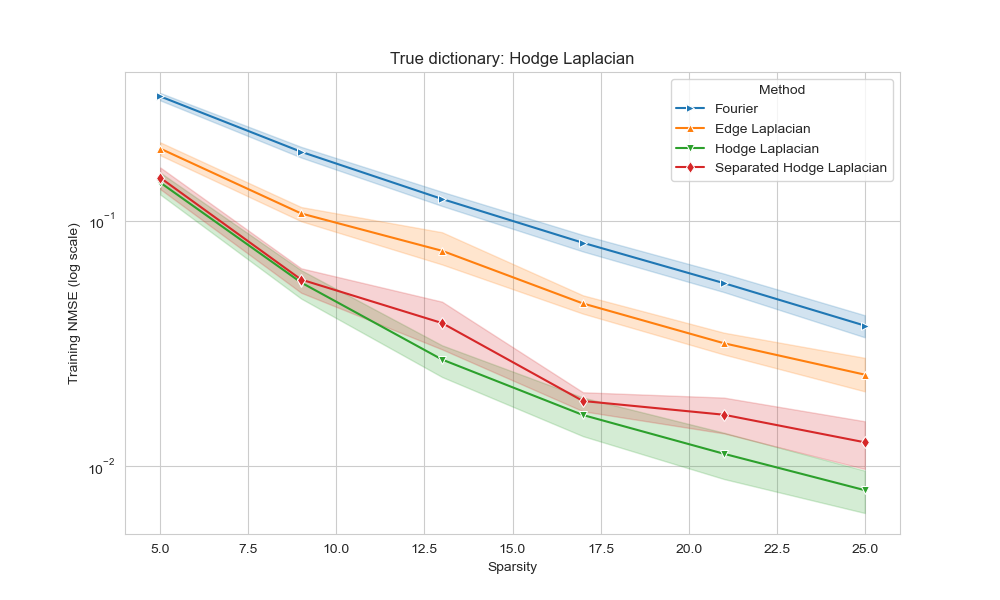 True dictionary: Hodge Laplacian
Method
Fourier
Edge Laplacian
Hodge Laplacian
Separated Hodge Laplacian
Training NMSE (log scale)
10⁻¹
10⁻²
5.0 7.5 10.0 12.5 15.0 17.5 20.0 22.5 25.0
Sparsity